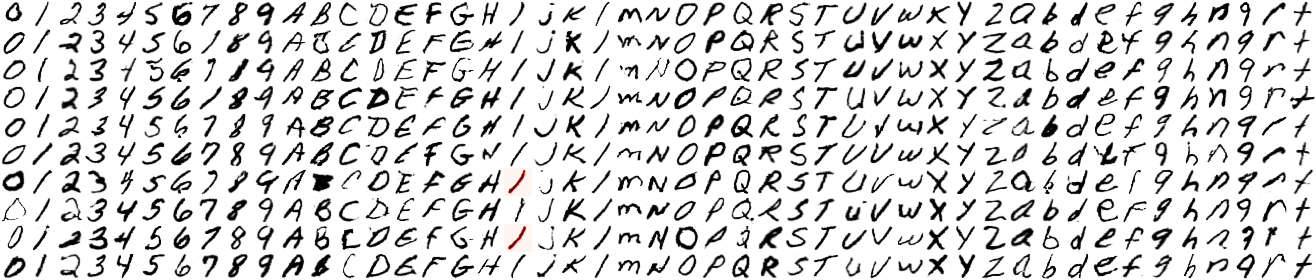 0 1 2 3 4 5 6 7 8 9 A B C D E F G H I j K l m N O P Q R S T U V w X Y Z a b d e f g h n q r t
0 1 2 3 4 5 6 7 8 9 A B C D E F G H I j K l m N O P Q R S T U V w X Y Z a b d e f g h n q r t
0 1 2 3 4 5 6 7 8 9 A B C D E F G H I j K l m N O P Q R S T U V w X Y Z a b d e f g h n q r t
0 1 2 3 4 5 6 7 8 9 A B C D E F G H I j K l m N O P Q R S T U V w X Y Z a b d e f g h n q r t
0 1 2 3 4 5 6 7 8 9 A B C D E F G H I J K l m N O P Q R S T U V w X Y Z a b d e f g h n q r t
0 1 2 3 4 5 6 7 8 9 A B C D E F G N I J K l m N O P Q R S T U V w X Y Z a b d e f g h n q r t
0 1 2 3 4 5 6 7 8 9 A B C D E F G H I j K l m N O P Q R S T U V w X Y Z a b d e f g h n q r t
0 1 2 3 4 5 6 7 8 9 A B C D E F G H I J K l m N O P Q R S T U V w X Y Z a b d e F g h n q r t
0 1 2 3 4 5 6 7 8 9 A B C D E F G H I j K l m N O P Q R S T U V w X Y Z a b d e f g h n q r t
0 1 2 3 4 5 6 7 8 9 A B C D E F G H I J K l m N O P Q R S T U V w X Y Z a b d e f g h n q r t